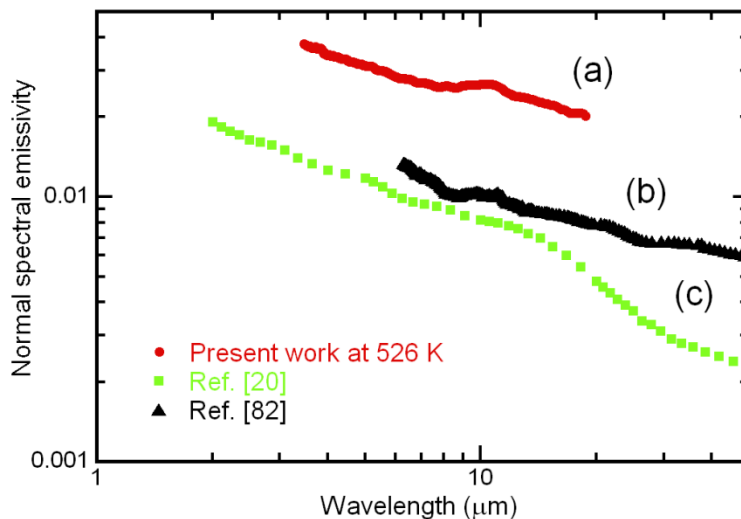 Normal spectral emissivity
0.01
0.001
(a)
(b)
(c)
Present work at 526 K
Ref. [20]
Ref. [82]
1
10
Wavelength (μm)